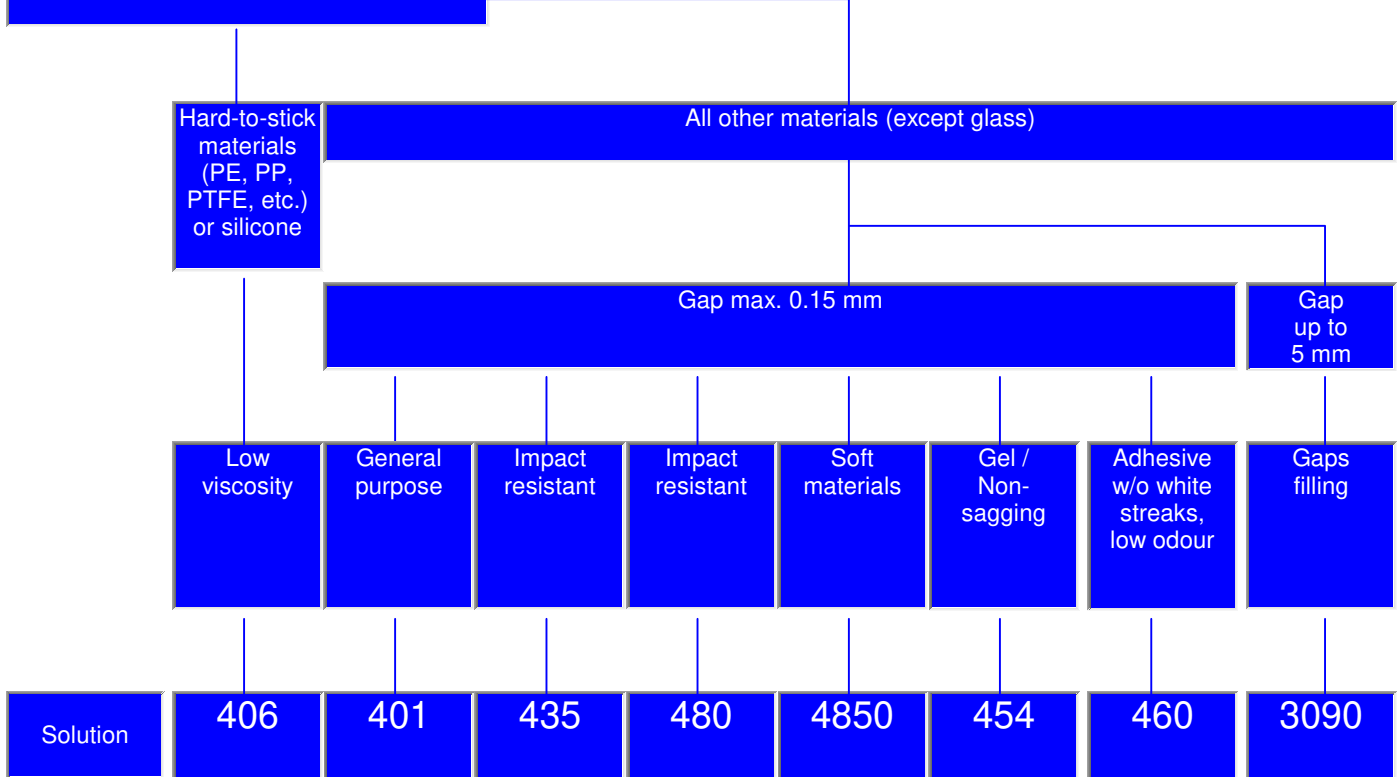 Hard-to-stick
materials
(PE, PP,
PTFE, etc.)
or silicone
All other materials (except glass)
Gap max. 0.15 mm
Gap
up to
5 mm
Low
viscosity
General
purpose
Impact
resistant
Impact
resistant
Soft
materials
Gel /
Non-
sagging
Adhesive
w/o white
streaks,
low odour
Gaps
filling
Solution
406
401
435
480
4850
454
460
3090